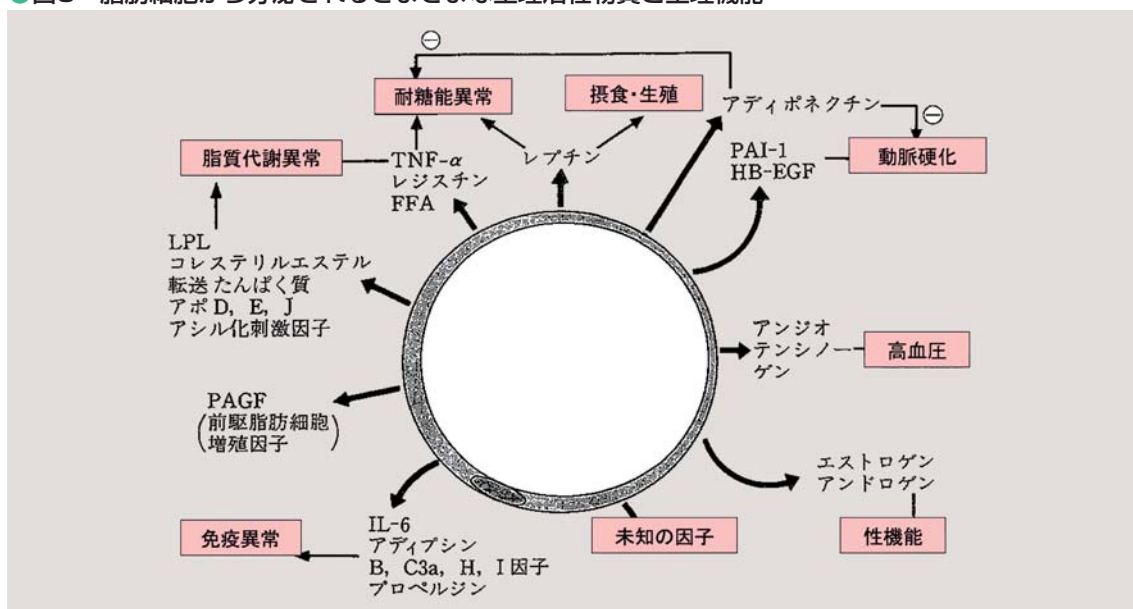 ⊖
耐糖能異常
摂食・生殖
アディポネクチン
⊖
脂質代謝異常
TNF-α
レジスチン
FFA
レプチン
PAI-1
HB-EGF
動脈硬化
LPL
コレステリルエステル
転送たんぱく質
アポ D, E, J
アシル化刺激因子
アンジオ
テンシノー
ゲン
高血圧
PAGF
(前駆脂肪細胞
増殖因子)
エストロゲン
アンドロゲン
性機能
IL-6
アディプシン
B, C3a, H, I 因子
プロペルジン
免疫異常
未知の因子